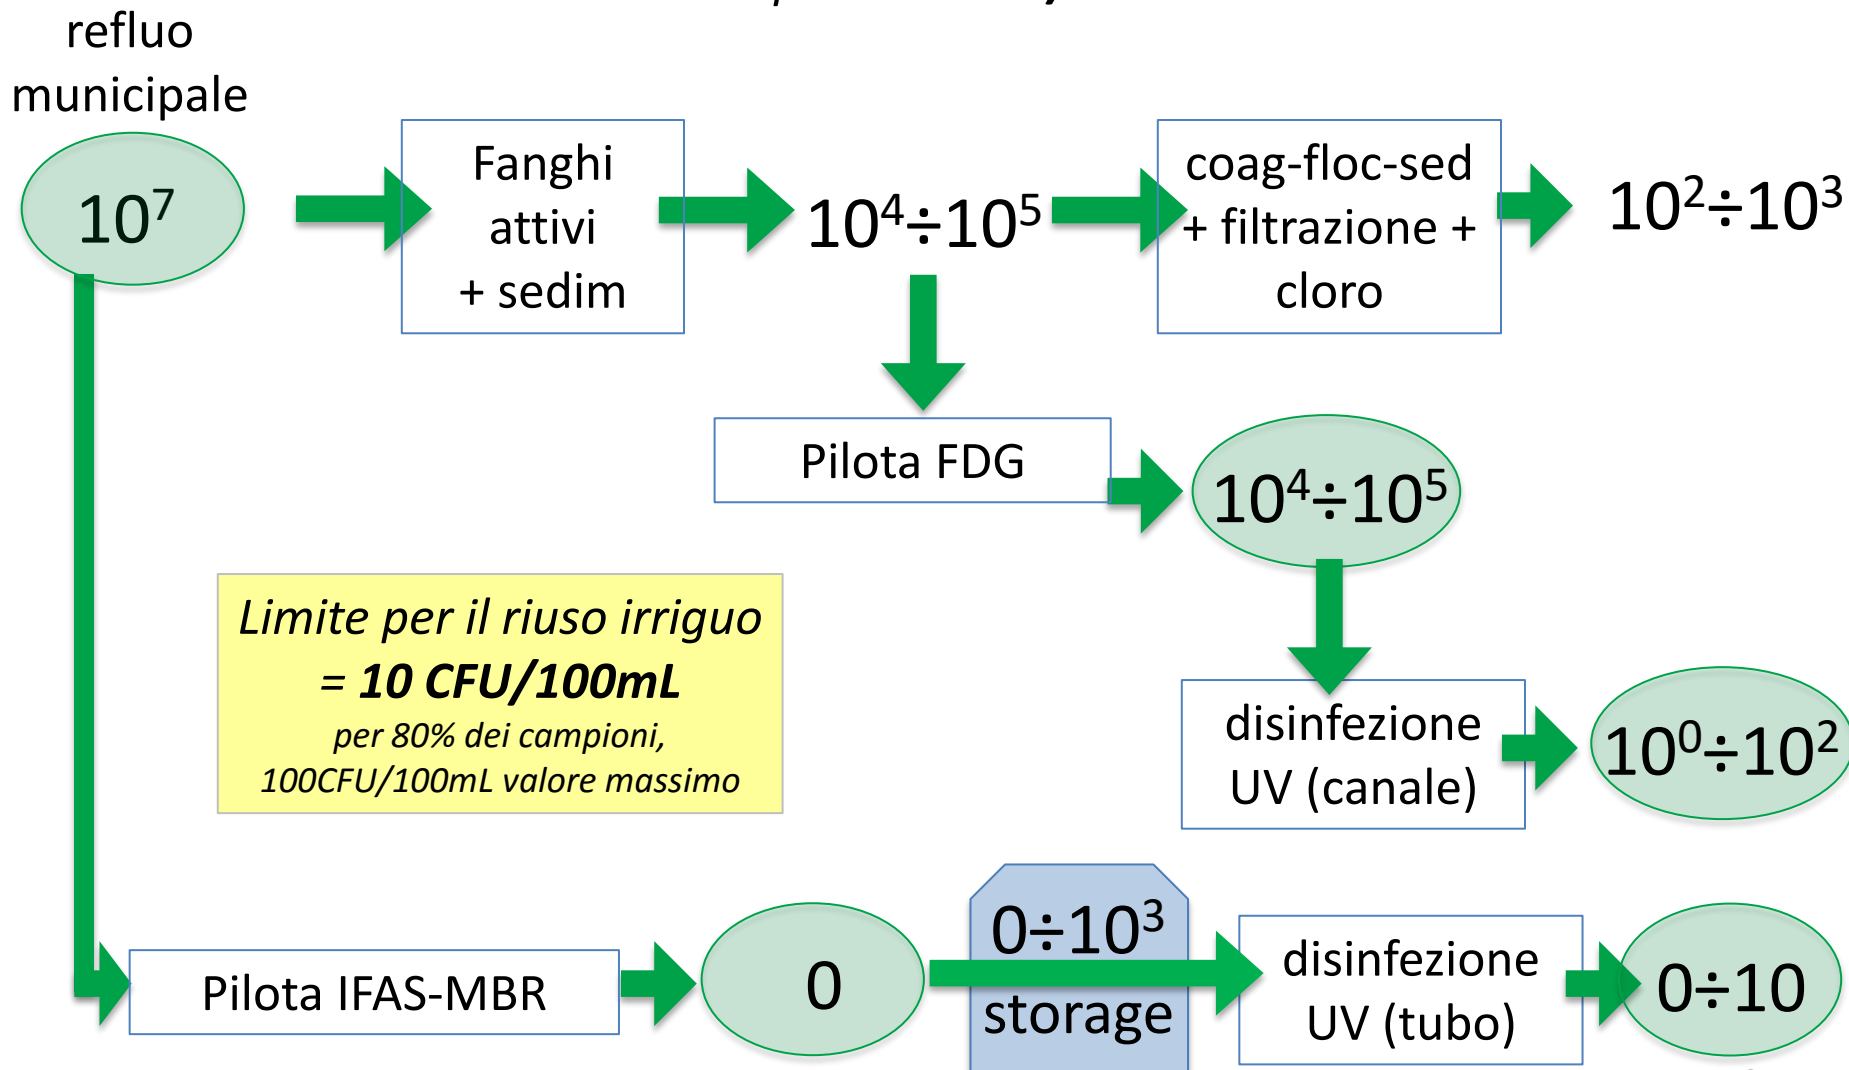 refluo
municipale
10⁷
Fanghi
attivi
+ sedim
10⁴÷10⁵
coag-floc-sed
+ filtrazione +
cloro
10²÷10³
Pilota FDG
10⁴÷10⁵
Limite per il riuso irriguo
= 10 CFU/100mL
per 80% dei campioni,
100CFU/100mL valore massimo
disinfezione
UV (canale)
10⁰÷10²
Pilota IFAS-MBR
0
0÷10³
storage
disinfezione
UV (tubo)
0÷10